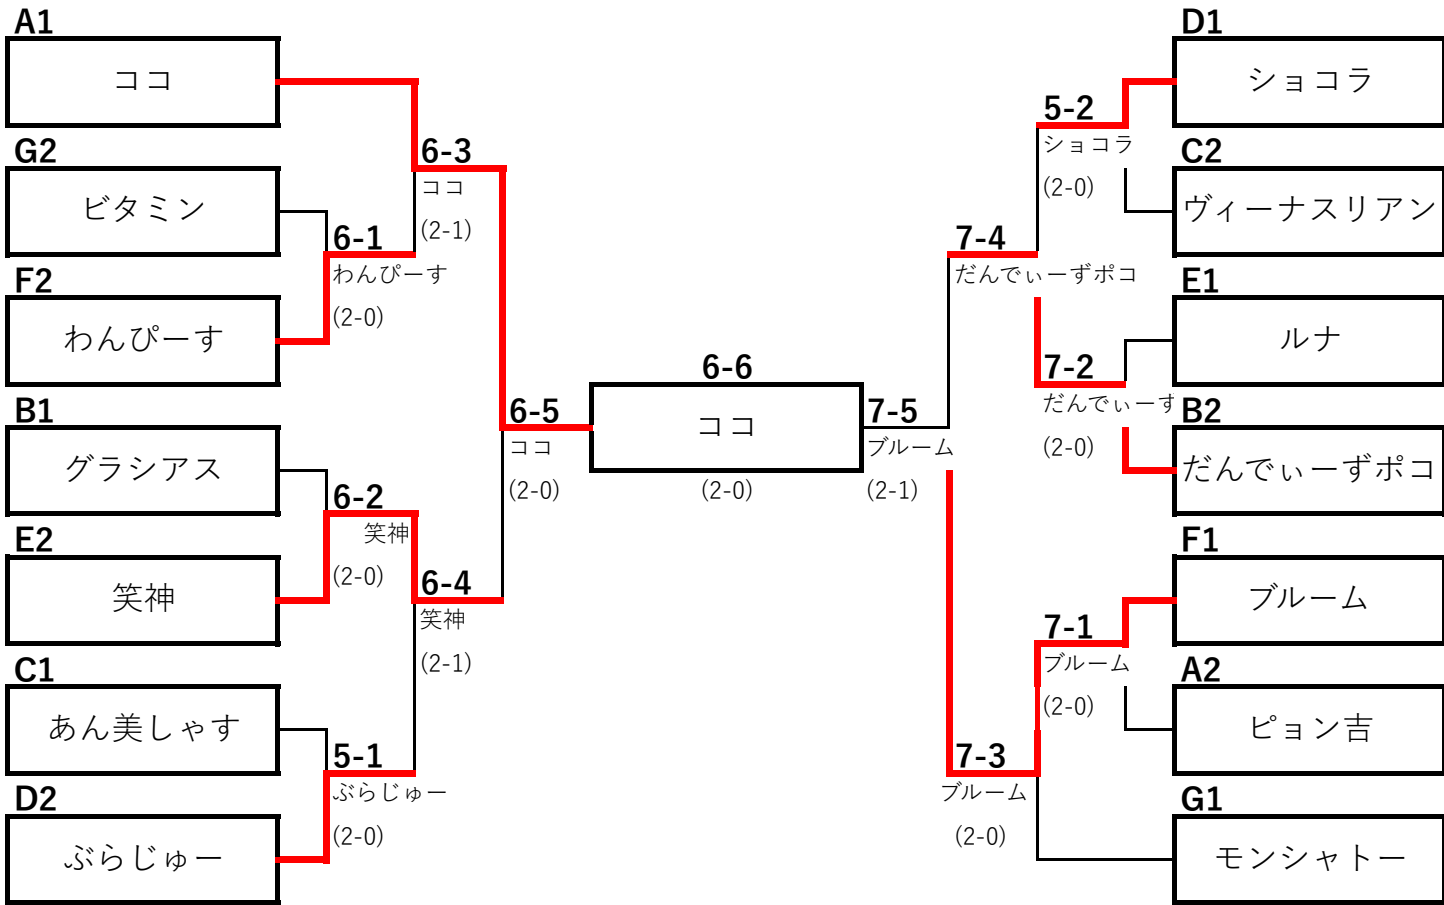 A1
ココ
G2
ビタミン
F2
わんぴーす
B1
グラシアス
E2
笑神
C1
あん美しゃす
D2
ぶらじゅー
6-1
わんぴーす
(2-0)
6-2
笑神
(2-0)
5-1
ぶらじゅー
(2-0)
6-3
ココ
(2-1)
6-4
笑神
(2-1)
6-5
ココ
(2-0)
6-6
ココ
(2-0)
7-5
ブルーム
(2-1)
7-4
だんでぃーずポコ
7-3
ブルーム
(2-0)
5-2
ショコラ
(2-0)
7-2
だんでぃーず
(2-0)
7-1
ブルーム
(2-0)
D1
ショコラ
C2
ヴィーナスリアン
E1
ルナ
B2
だんでぃーずポコ
F1
ブルーム
A2
ピョン吉
G1
モンシャトー